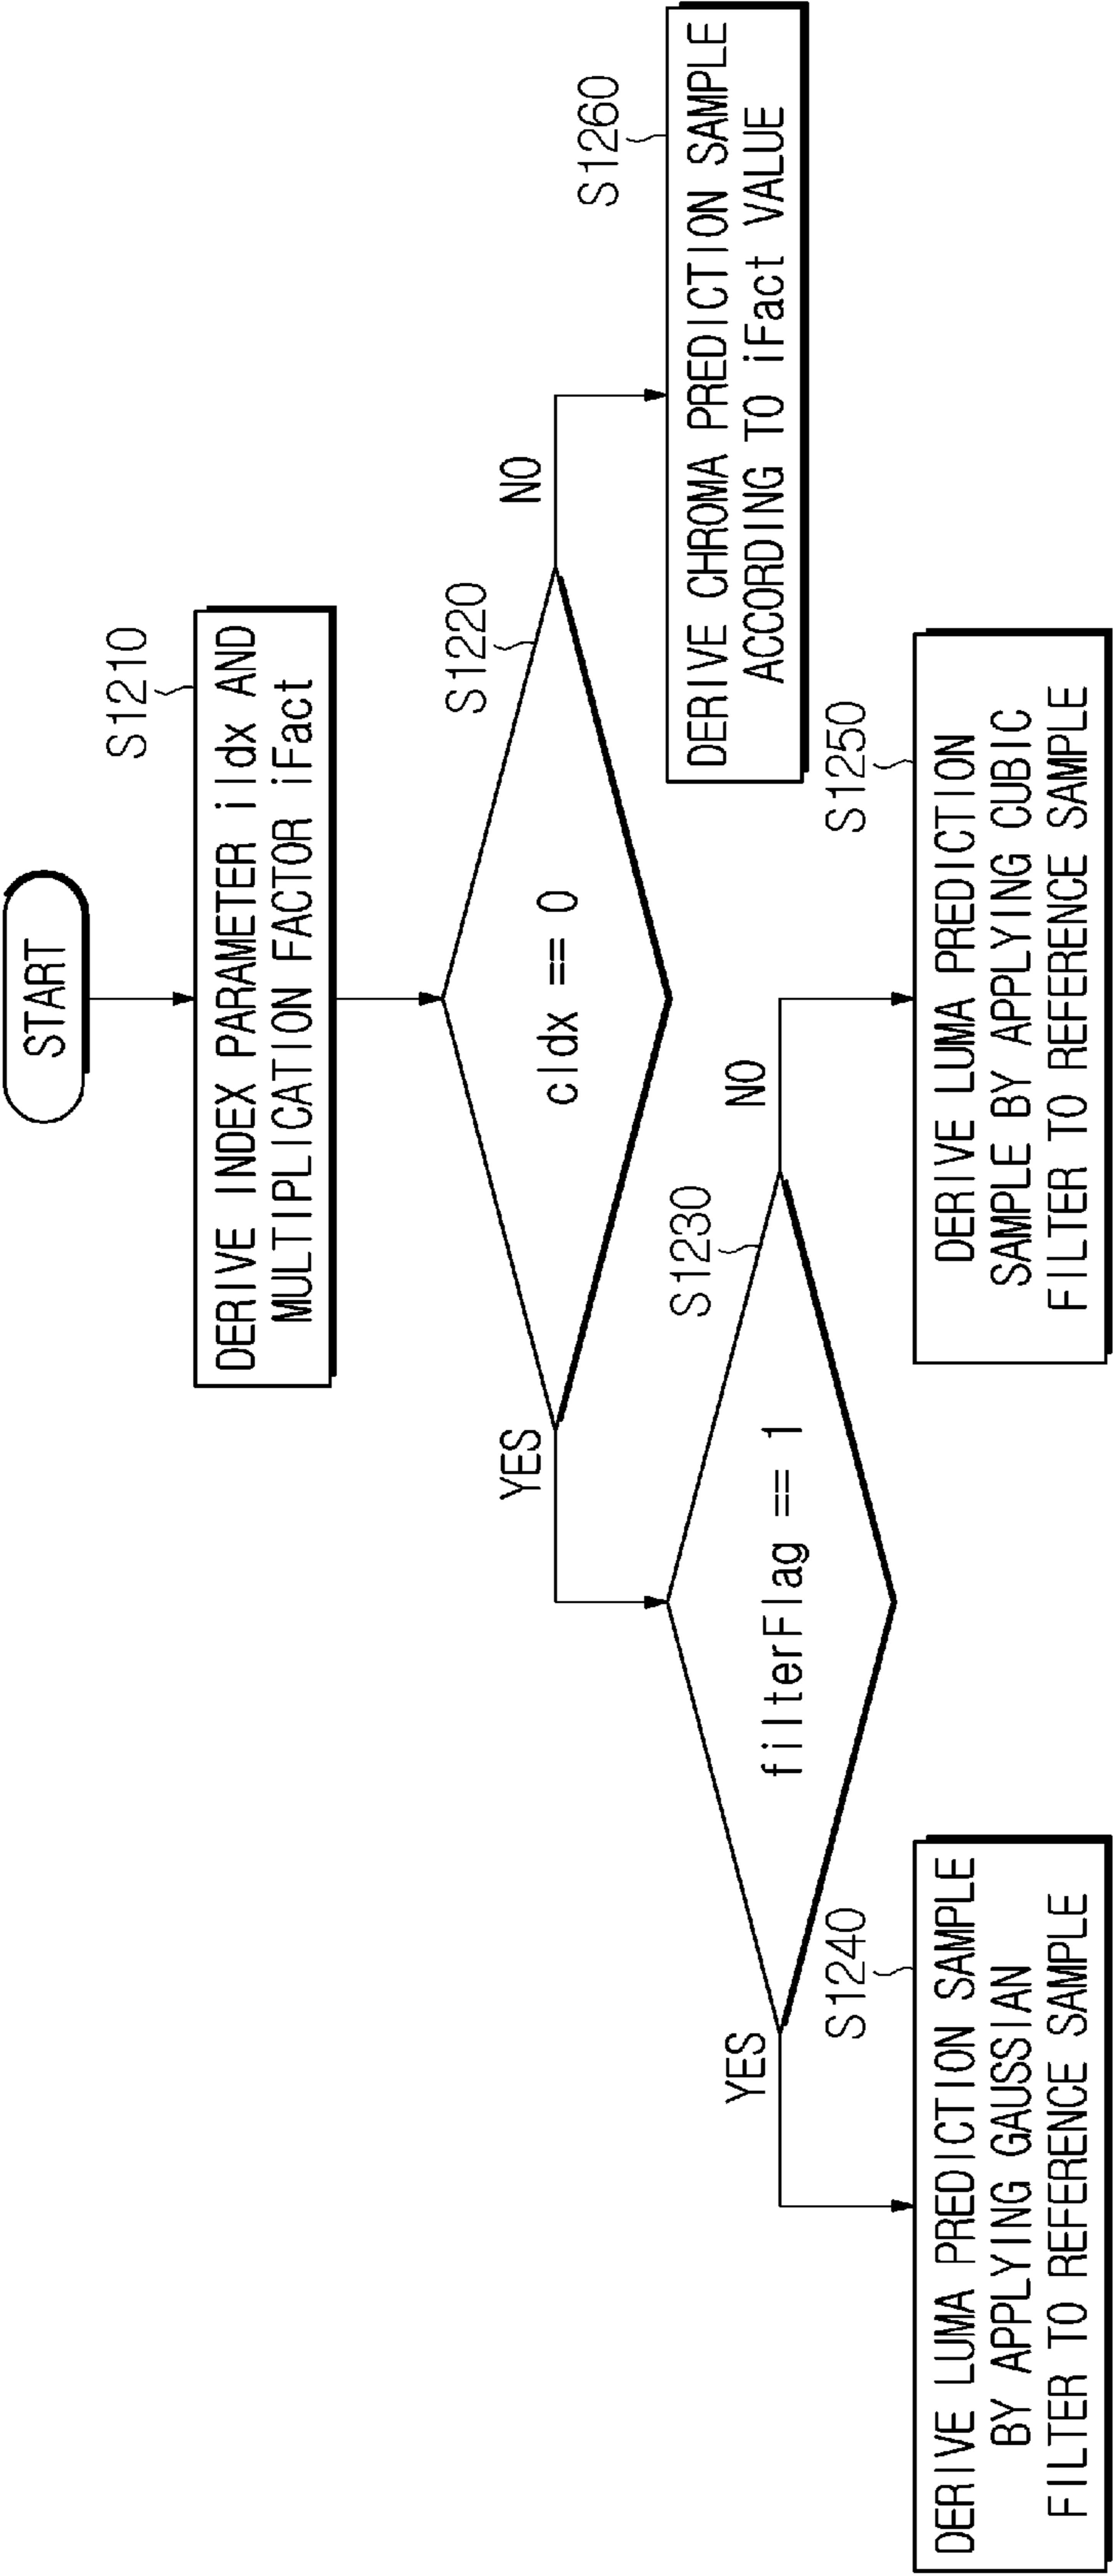 START
S1210
DERIVE INDEX PARAMETER iIdx AND
MULTIPLICATION FACTOR iFact
S1220
cIdx == 0
YES
NO
S1230
filterFlag == 1
YES
NO
S1260
DERIVE CHROMA PREDICTION SAMPLE
ACCORDING TO iFact VALUE
S1240
DERIVE LUMA PREDICTION SAMPLE
BY APPLYING GAUSSIAN
FILTER TO REFERENCE SAMPLE
S1250
DERIVE LUMA PREDICTION
SAMPLE BY APPLYING CUBIC
FILTER TO REFERENCE SAMPLE